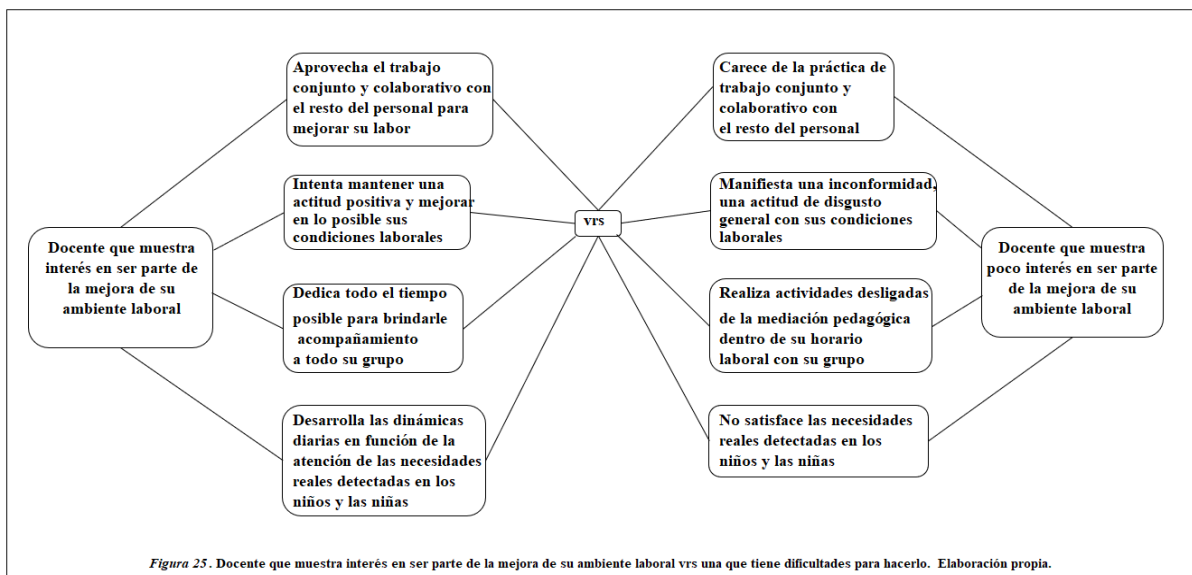 Aprovecha el trabajo
conjunto y colaborativo con
el resto del personal para
mejorar su labor
Carece de la práctica de
trabajo conjunto y
colaborativo con
el resto del personal
Intenta mantener una
actitud positiva y mejorar
en lo posible sus
condiciones laborales
vrs
Manifiesta una inconformidad,
una actitud de disgusto
general con sus condiciones
laborales
Docente que muestra
interés en ser parte de
la mejora de su
ambiente laboral
Docente que muestra
poco interés en ser parte
de la mejora de su
ambiente laboral
Dedica todo el tiempo
posible para brindarle
acompañamiento
a todo su grupo
Realiza actividades desligadas
de la mediación pedagógica
dentro de su horario
laboral con su grupo
Desarrolla las dinámicas
diarias en función de la
atención de las necesidades
reales detectadas en los
niños y las niñas
No satisface las necesidades
reales detectadas en los
niños y las niñas
Figura 25. Docente que muestra interés en ser parte de la mejora de su ambiente laboral vrs una que tiene dificultades para hacerlo. Elaboración propia.